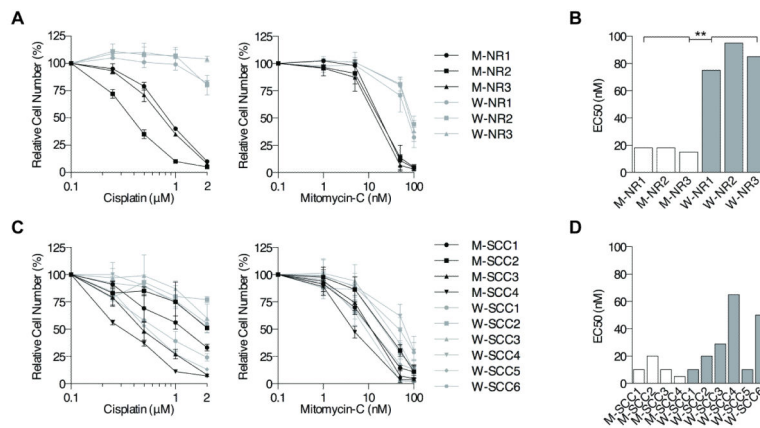 A
B
Relative Cell Number (%)
125
100
75
50
25
0
0.1
1
2
Cisplatin (μM)
Relative Cell Number (%)
125
100
75
50
25
0
0.1
1
10
100
Mitomycin-C (nM)
M-NR1
M-NR2
M-NR3
W-NR1
W-NR2
W-NR3
EC50 (nM)
100
80
60
40
20
0
**
M-NR1
M-NR2
M-NR3
W-NR1
W-NR2
W-NR3
C
D
Relative Cell Number (%)
125
100
75
50
25
0
0.1
1
2
Cisplatin (μM)
Relative Cell Number (%)
125
100
75
50
25
0
0.1
1
10
100
Mitomycin-C (nM)
M-SCC1
M-SCC2
M-SCC3
M-SCC4
W-SCC1
W-SCC2
W-SCC3
W-SCC4
W-SCC5
W-SCC6
EC50 (nM)
100
80
60
40
20
0
M-SCC1
M-SCC2
M-SCC3
M-SCC4
W-SCC1
W-SCC2
W-SCC3
W-SCC4
W-SCC5
W-SCC6